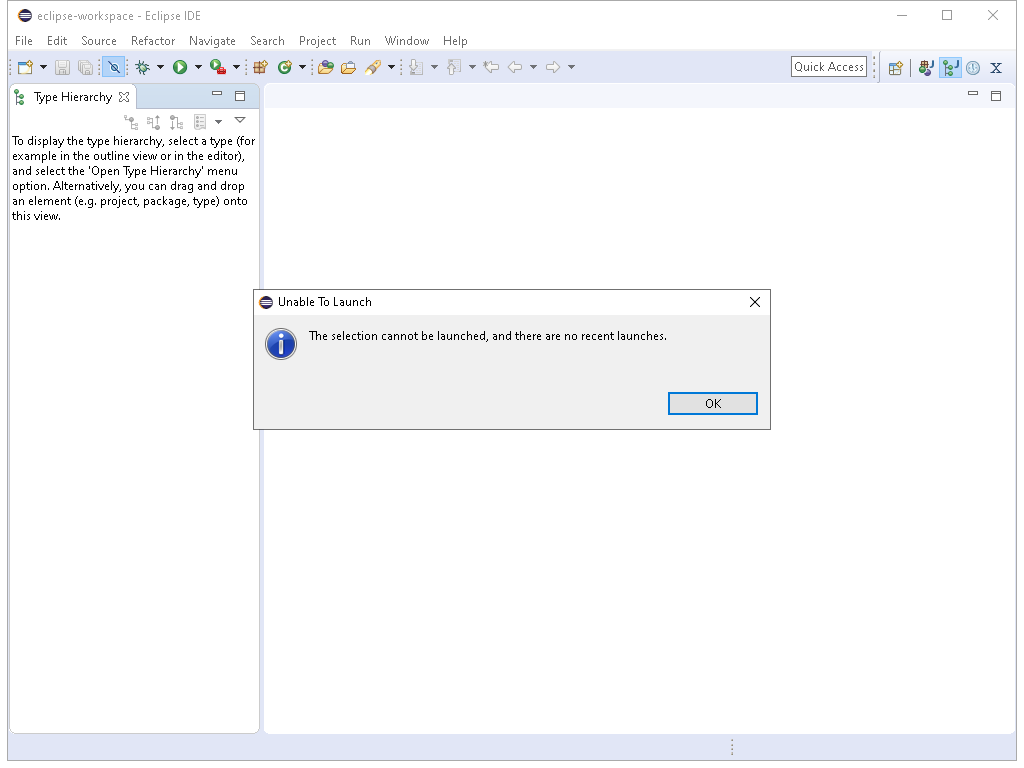 eclipse-workspace - Eclipse IDE
File Edit Source Refactor Navigate Search Project Run Window Help
Quick Access
Type Hierarchy
To display the type hierarchy, select a type (for
example in the outline view or in the editor),
and select the 'Open Type Hierarchy' menu
option. Alternatively, you can drag and drop
an element (e.g. project, package, type) onto
this view.
Unable To Launch
The selection cannot be launched, and there are no recent launches.
OK